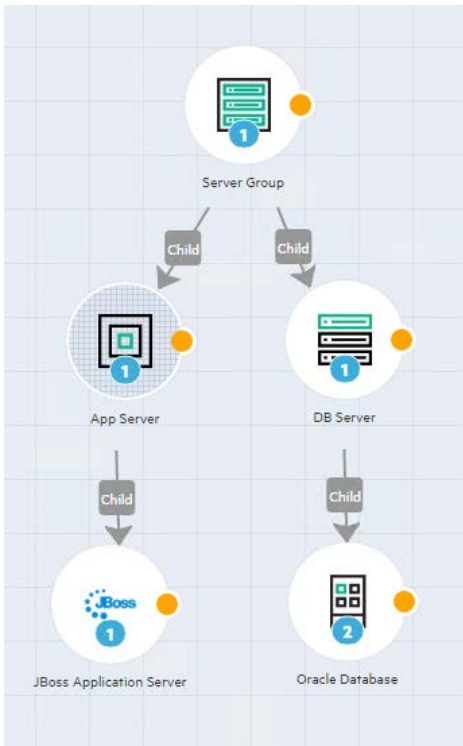 1
Server Group
Child
Child
1
1
App Server
DB Server
Child
Child
JBoss
1
2
JBoss Application Server
Oracle Database